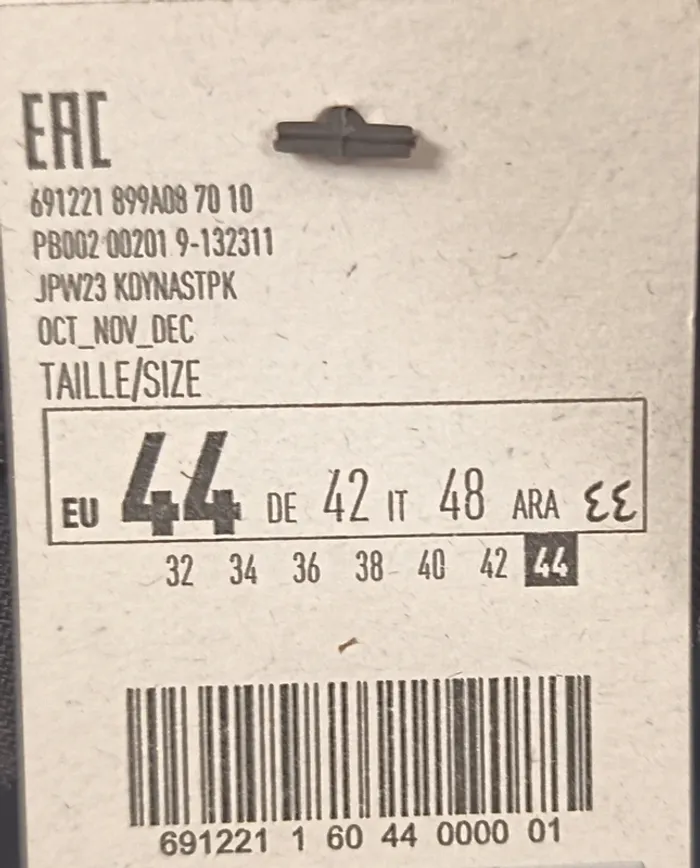 EAC
691221 899A08 70 10
PB002 00201 9-132311
JPW23 KDYNASTPK
OCT_NOV_DEC
TAILLE/SIZE
EU 44 DE 42 IT 48 ARA ٤٤
32 34 36 38 40 42 44
691221 1 60 44 0000 01